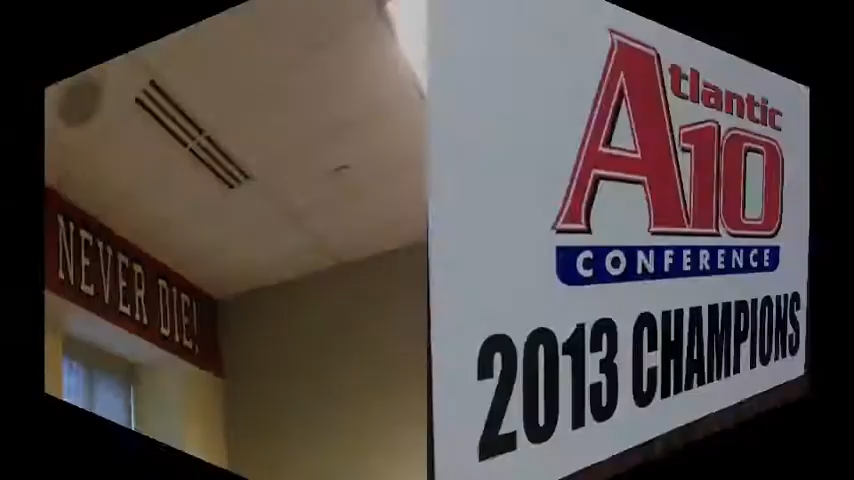 NEVER DIE!
Atlantic
A10
CONFERENCE
2013 CHAMPIONS